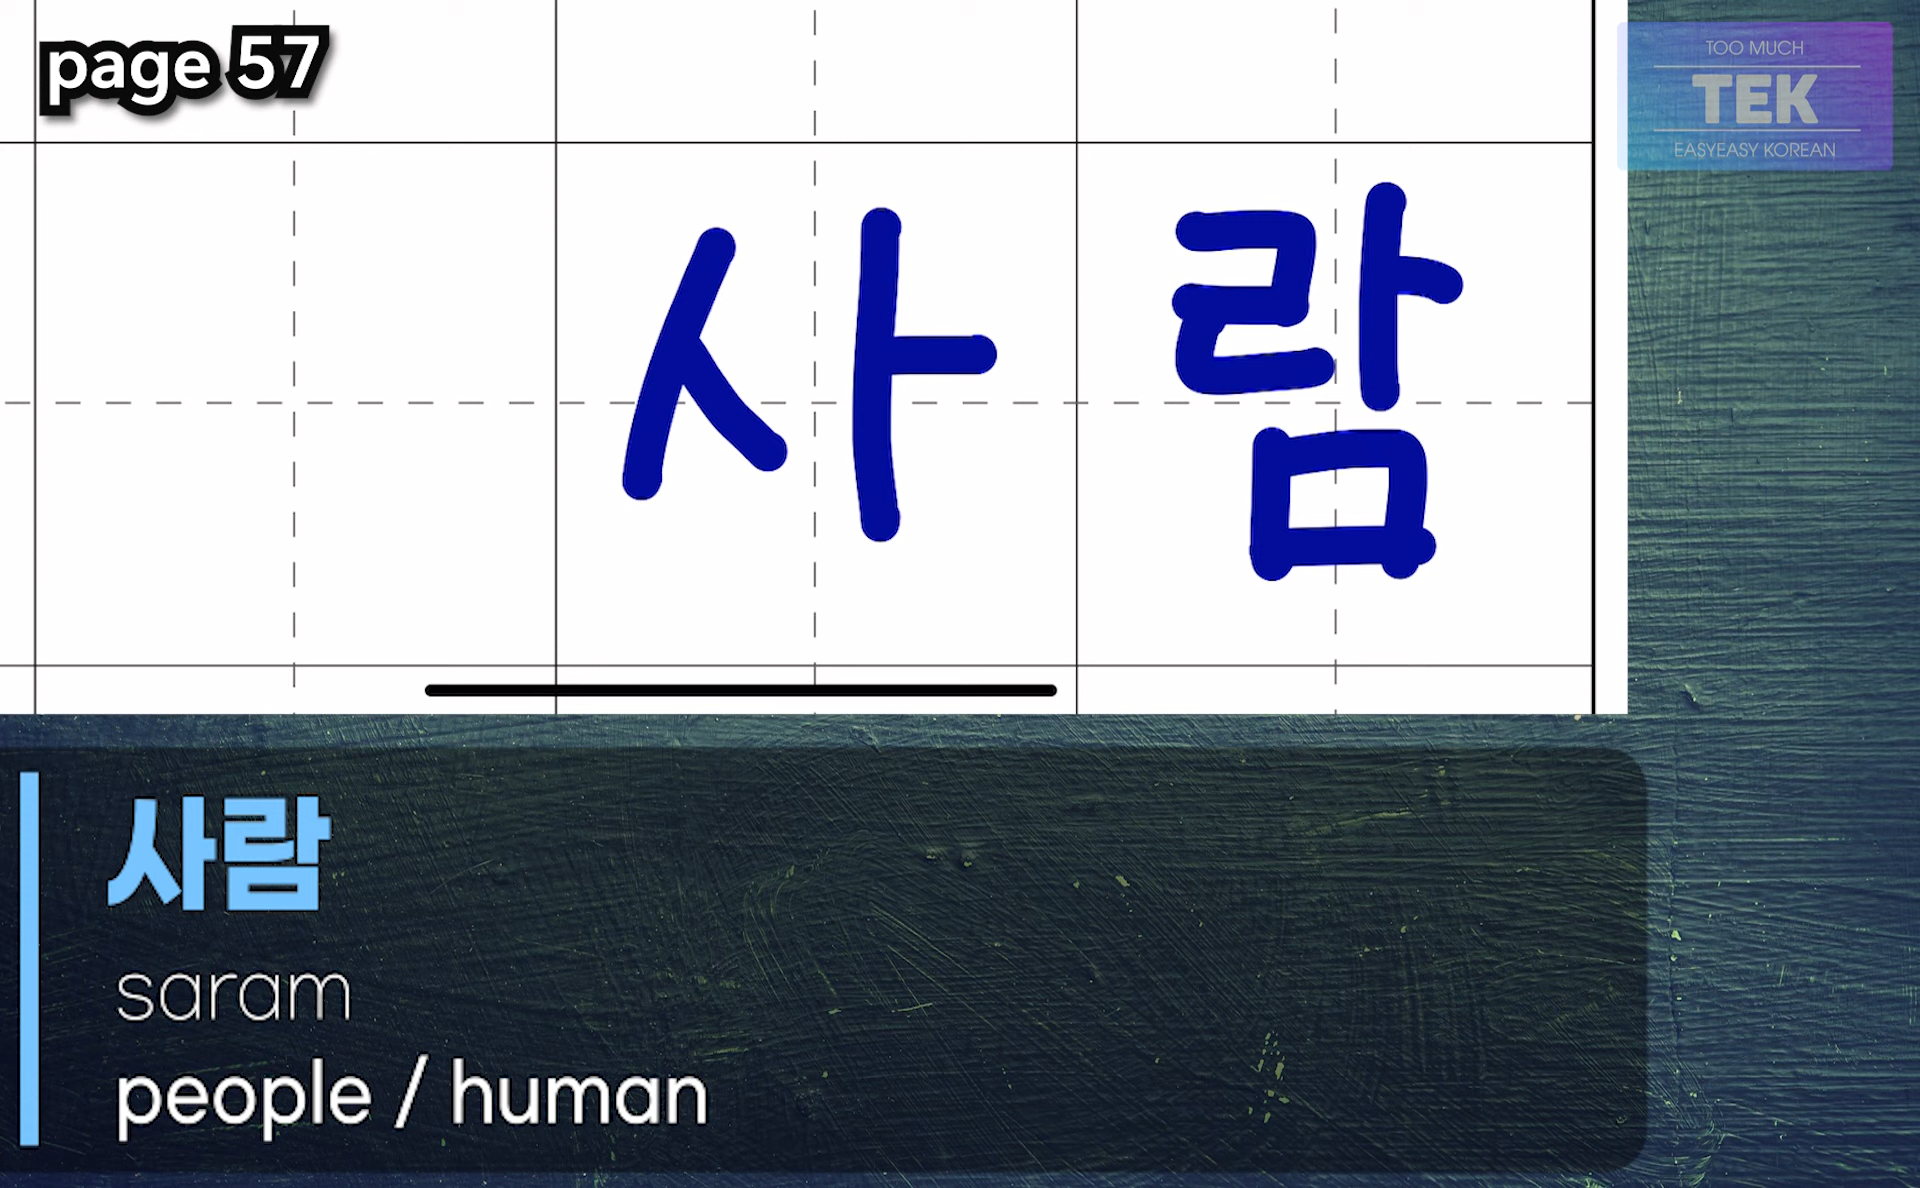 page 57
TOO MUCH
TEK
EASYEASY KOREAN
사람
사람
saram
people / human